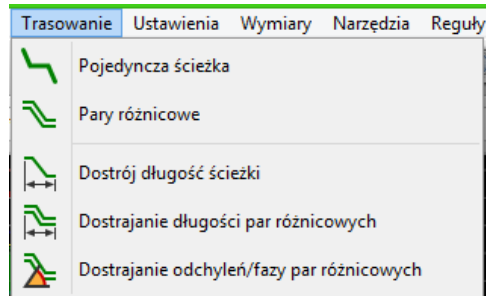 Trasowanie Ustawienia Wymiary Narzędzia Reguły
Pojedyncza ścieżka
Pary różnicowe
Dostrój długość ścieżki
Dostrajanie długości par różnicowych
Dostrajanie odchyleń/fazy par różnicowych